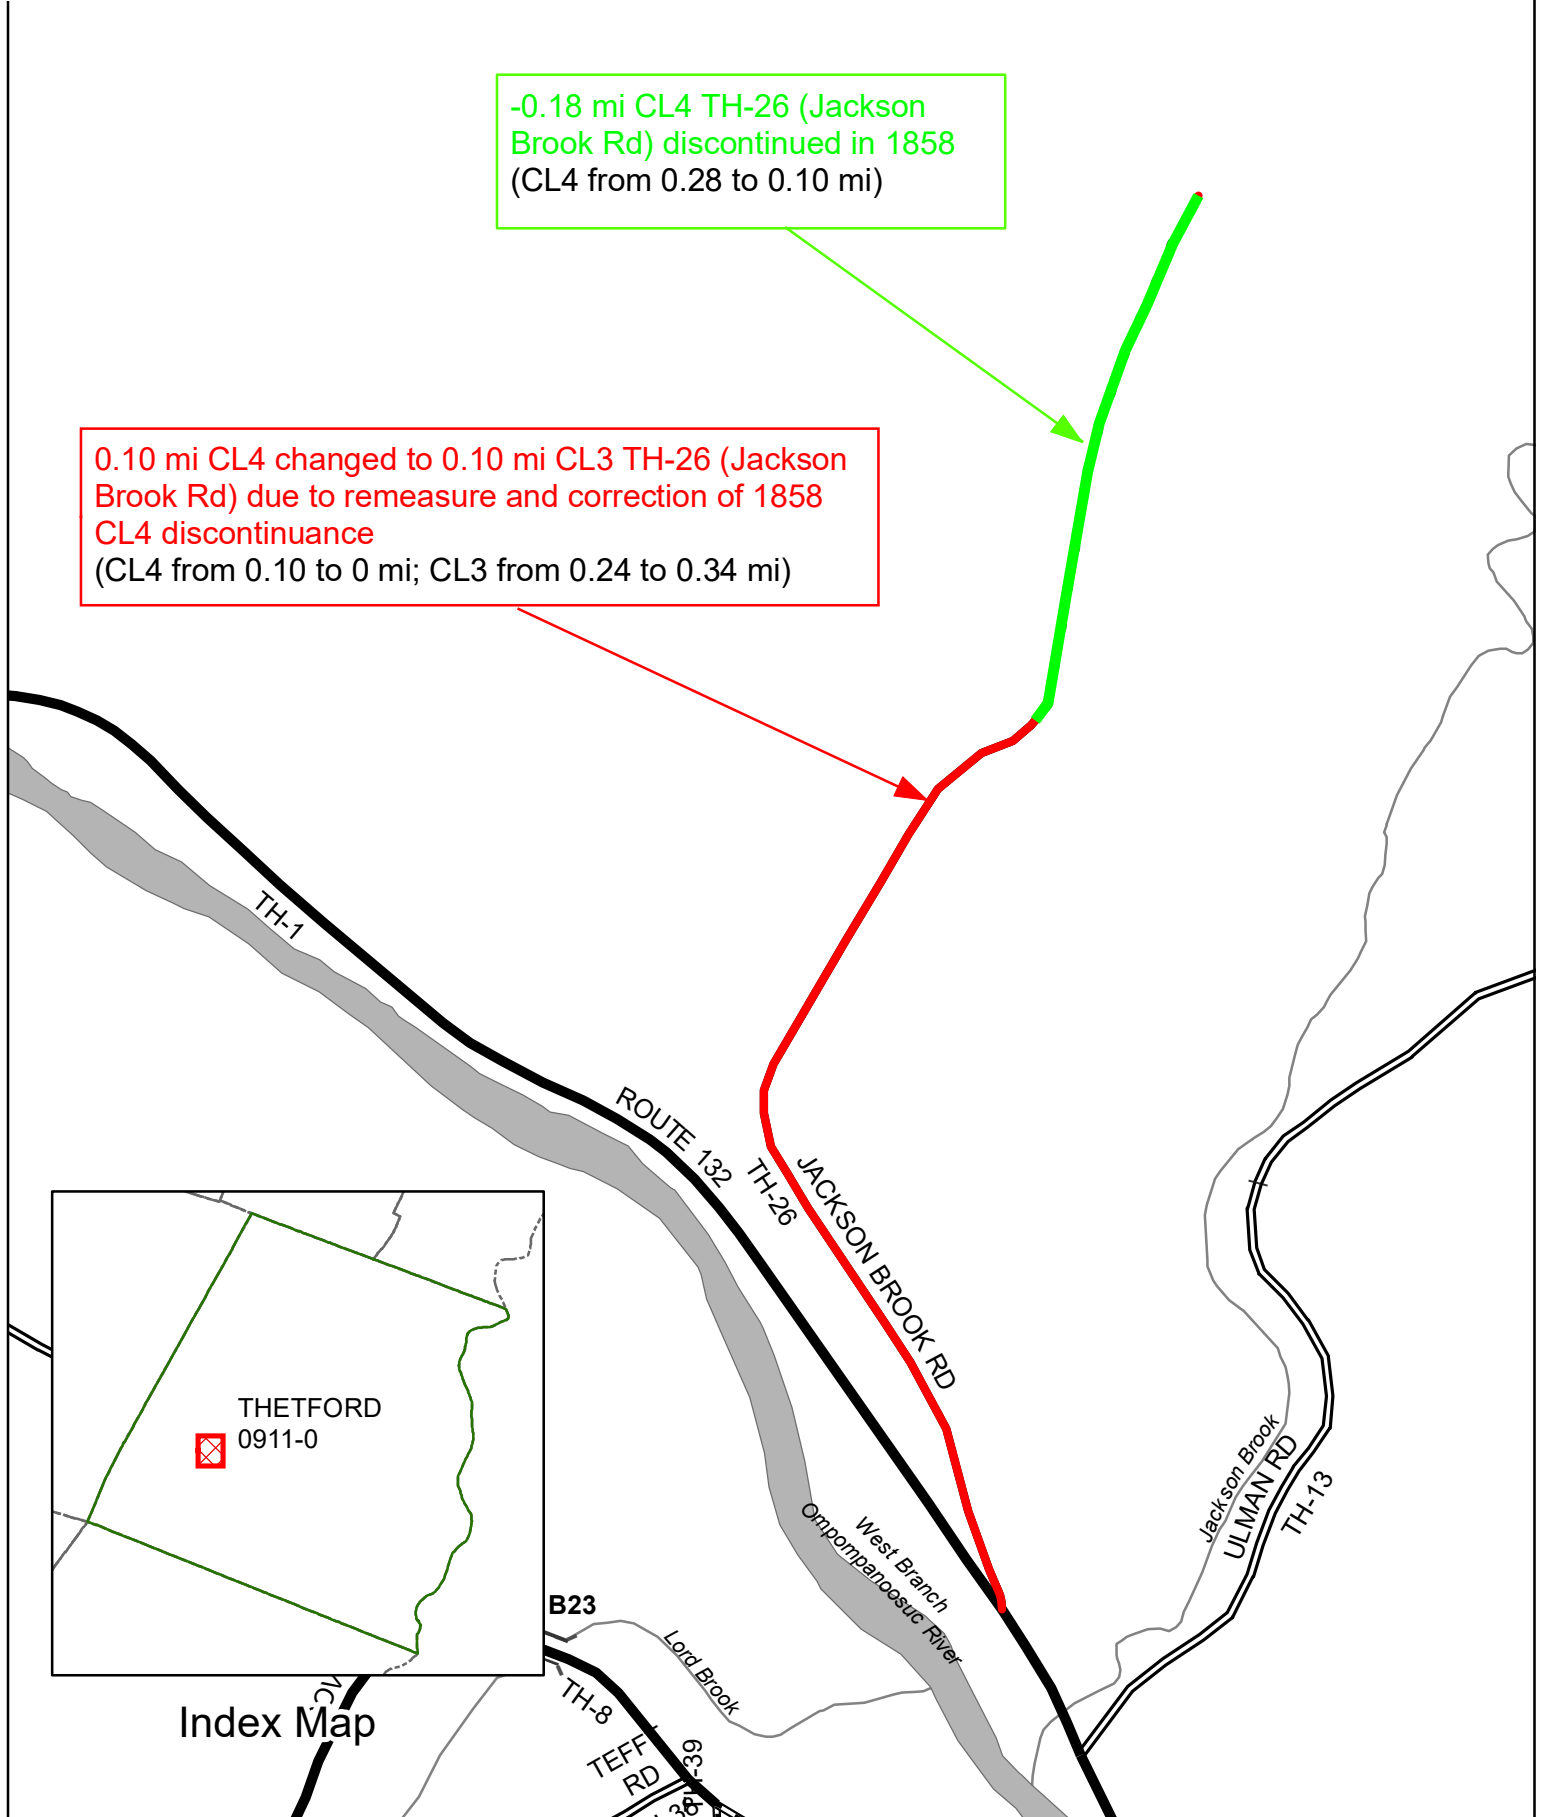 -0.18 mi CL4 TH-26 (Jackson
Brook Rd) discontinued in 1858
(CL4 from 0.28 to 0.10 mi)
0.10 mi CL4 changed to 0.10 mi CL3 TH-26 (Jackson
Brook Rd) due to remeasure and correction of 1858
CL4 discontinuance
(CL4 from 0.10 to 0 mi; CL3 from 0.24 to 0.34 mi)
TH-1
ROUTE 132
TH-26
JACKSON BROOK RD
THETFORD
0911-0
Jackson Brook
ULMAN RD
TH-13
West Branch
Ompompanoosuc River
B23
Lord Brook
TH-8
Index Map
TEFF
RD